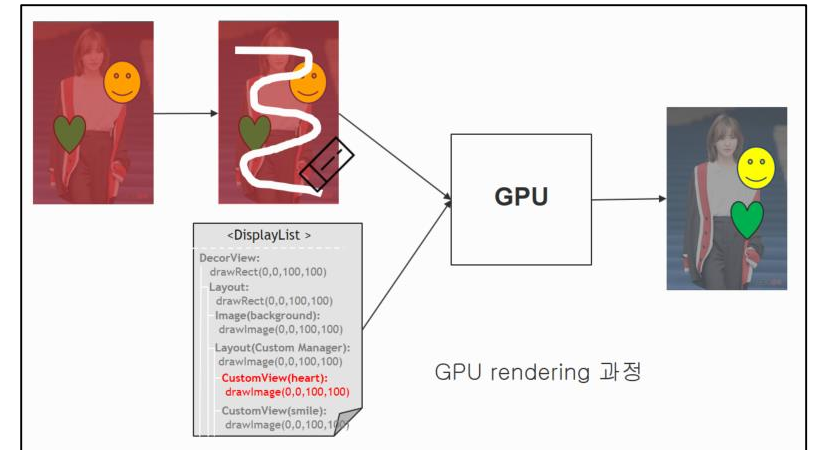 <DisplayList >
DecorView:
drawRect(0,0,100,100)
Layout:
drawRect(0,0,100,100)
Image(background):
drawImage(0,0,100,100)
Layout(Custom Manager):
drawImage(0,0,100,100)
CustomView(heart):
drawImage(0,0,100,100)
CustomView(smile):
drawImage(0,0,100,100)
GPU
GPU rendering 과정